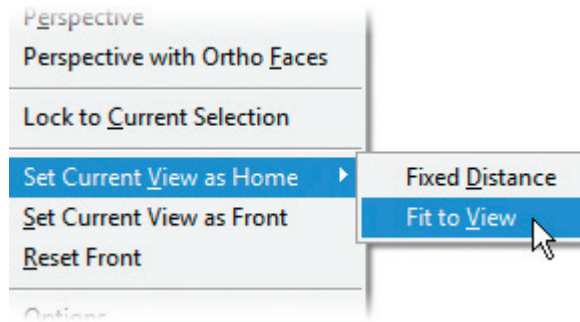 Perspective
Perspective with Ortho Faces
Lock to Current Selection
Set Current View as Home
Fixed Distance
Set Current View as Front
Fit to View
Reset Front
Options